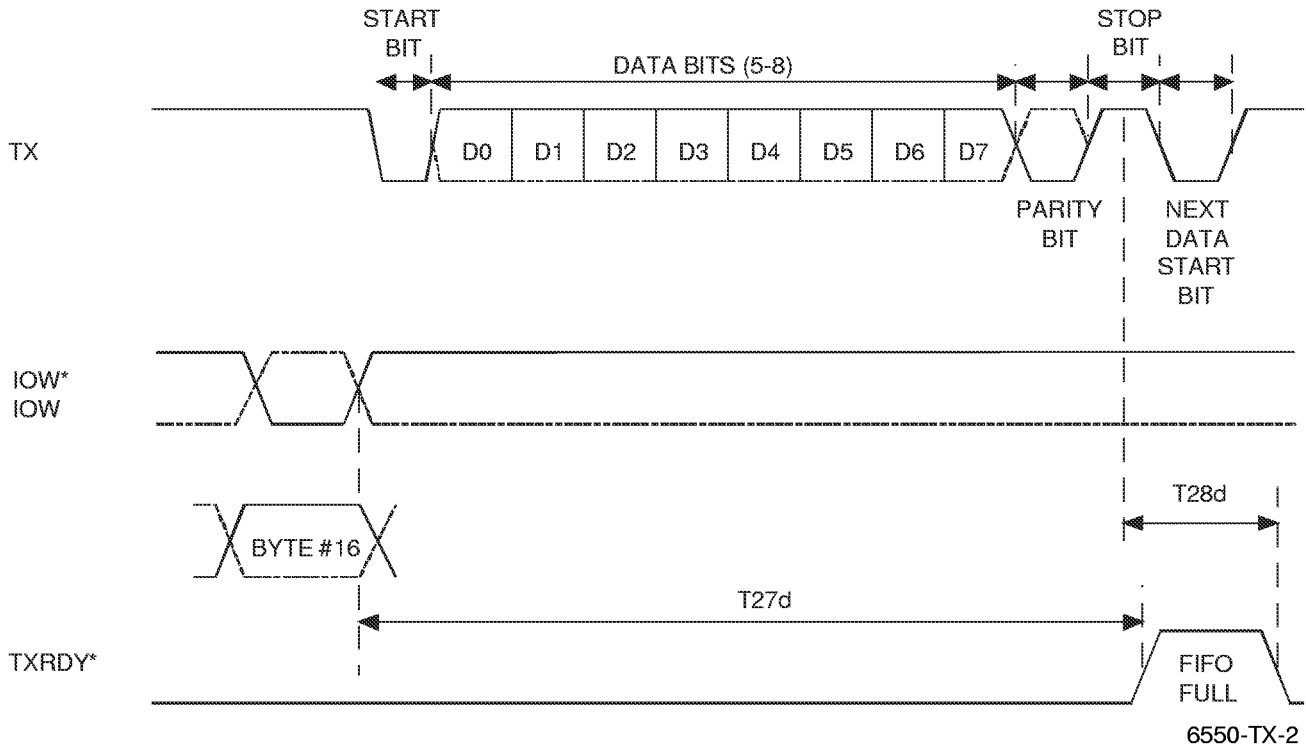 START
BIT
STOP
BIT
DATA BITS (5-8)
TX
D0 D1 D2 D3 D4 D5 D6 D7
PARITY
BIT
NEXT
DATA
START
BIT
IOW*
IOW
T28d
BYTE #16
T27d
TXRDY*
FIFO
FULL
6550-TX-2